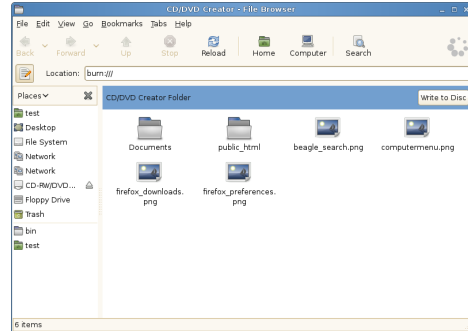 CD/DVD Creator - File Browser
File Edit View Go Bookmarks Tabs Help
Back Forward Up Stop Reload Home Computer Search
Location: burn:///
Places CD/DVD Creator Folder Write to Disc
test
Desktop
File System
Network
Network
CD-RW/DVD...
Floppy Drive
Trash
bin
test
Documents public_html beagle_search.png computermenu.png
firefox_downloads. firefox_preferences.
png png
6 items